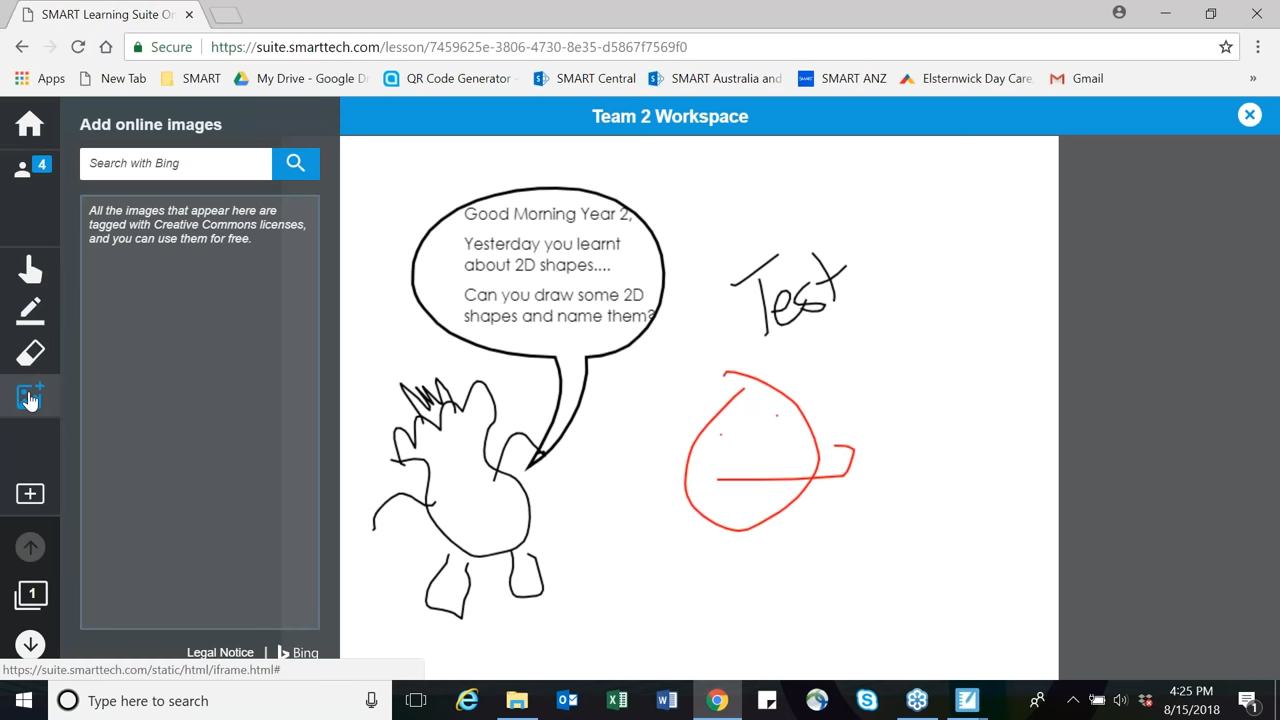 SMART Learning Suite On
Secure
https://suite.smarttech.com/lesson/7459625e-3806-4730-8e35-d5867f7569f0
Apps
New Tab
SMART
My Drive - Google Dr
QR Code Generator -
SMART Central
SMART Australia and
SMART ANZ
Elsternwick Day Care,
Gmail
4
Add online images
Search with Bing
All the images that appear here are
tagged with Creative Commons licenses,
and you can use them for free.
1
Legal Notice | Bing
https://suite.smarttech.com/static/html/iframe.html#
Team 2 Workspace
Good Morning Year 2,
Yesterday you learnt
about 2D shapes....
Can you draw some 2D
shapes and name them?
Test
Type here to search
4:25 PM
8/15/2018
1